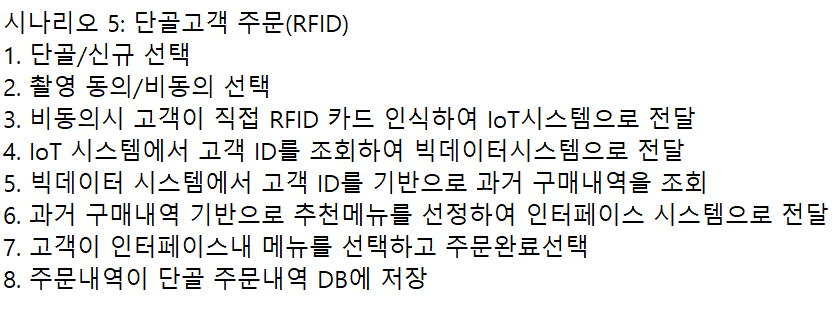 시나리오 5: 단골고객 주문(RFID)
1. 단골/신규 선택
2. 촬영 동의/비동의 선택
3. 비동의시 고객이 직접 RFID 카드 인식하여 IoT시스템으로 전달
4. IoT 시스템에서 고객 ID를 조회하여 빅데이터시스템으로 전달
5. 빅데이터 시스템에서 고객 ID를 기반으로 과거 구매내역을 조회
6. 과거 구매내역 기반으로 추천메뉴를 선정하여 인터페이스 시스템으로 전달
7. 고객이 인터페이스내 메뉴를 선택하고 주문완료선택
8. 주문내역이 단골 주문내역 DB에 저장